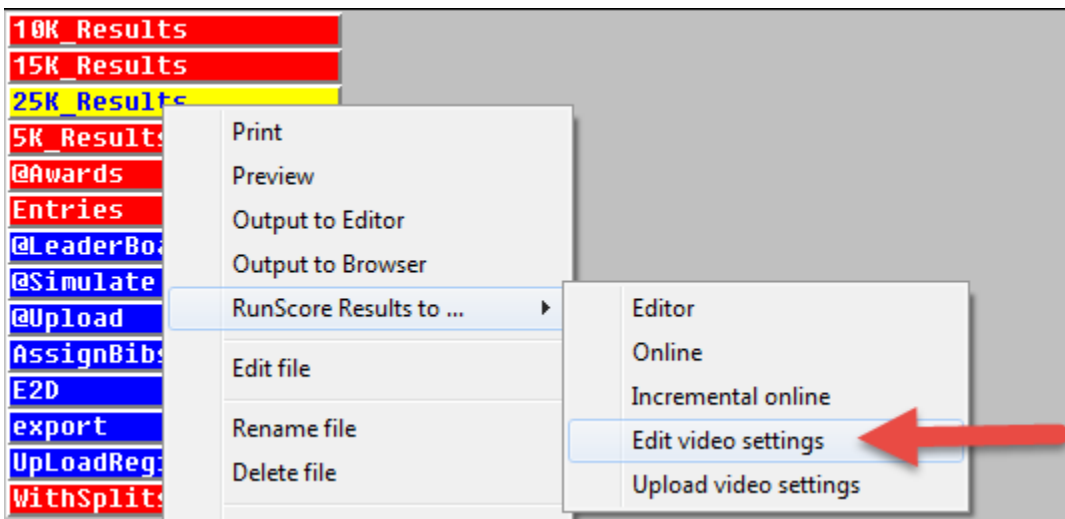 10K_Results
15K_Results
25K_Results
5K_Results
@Awards
Entries
@LeaderBoa
@Simulate
@Upload
AssignBibs
E2D
export
UpLoadRegi
WithSplits
Print
Preview
Output to Editor
Output to Browser
RunScore Results to ...
Edit file
Rename file
Delete file
Editor
Online
Incremental online
Edit video settings
Upload video settings